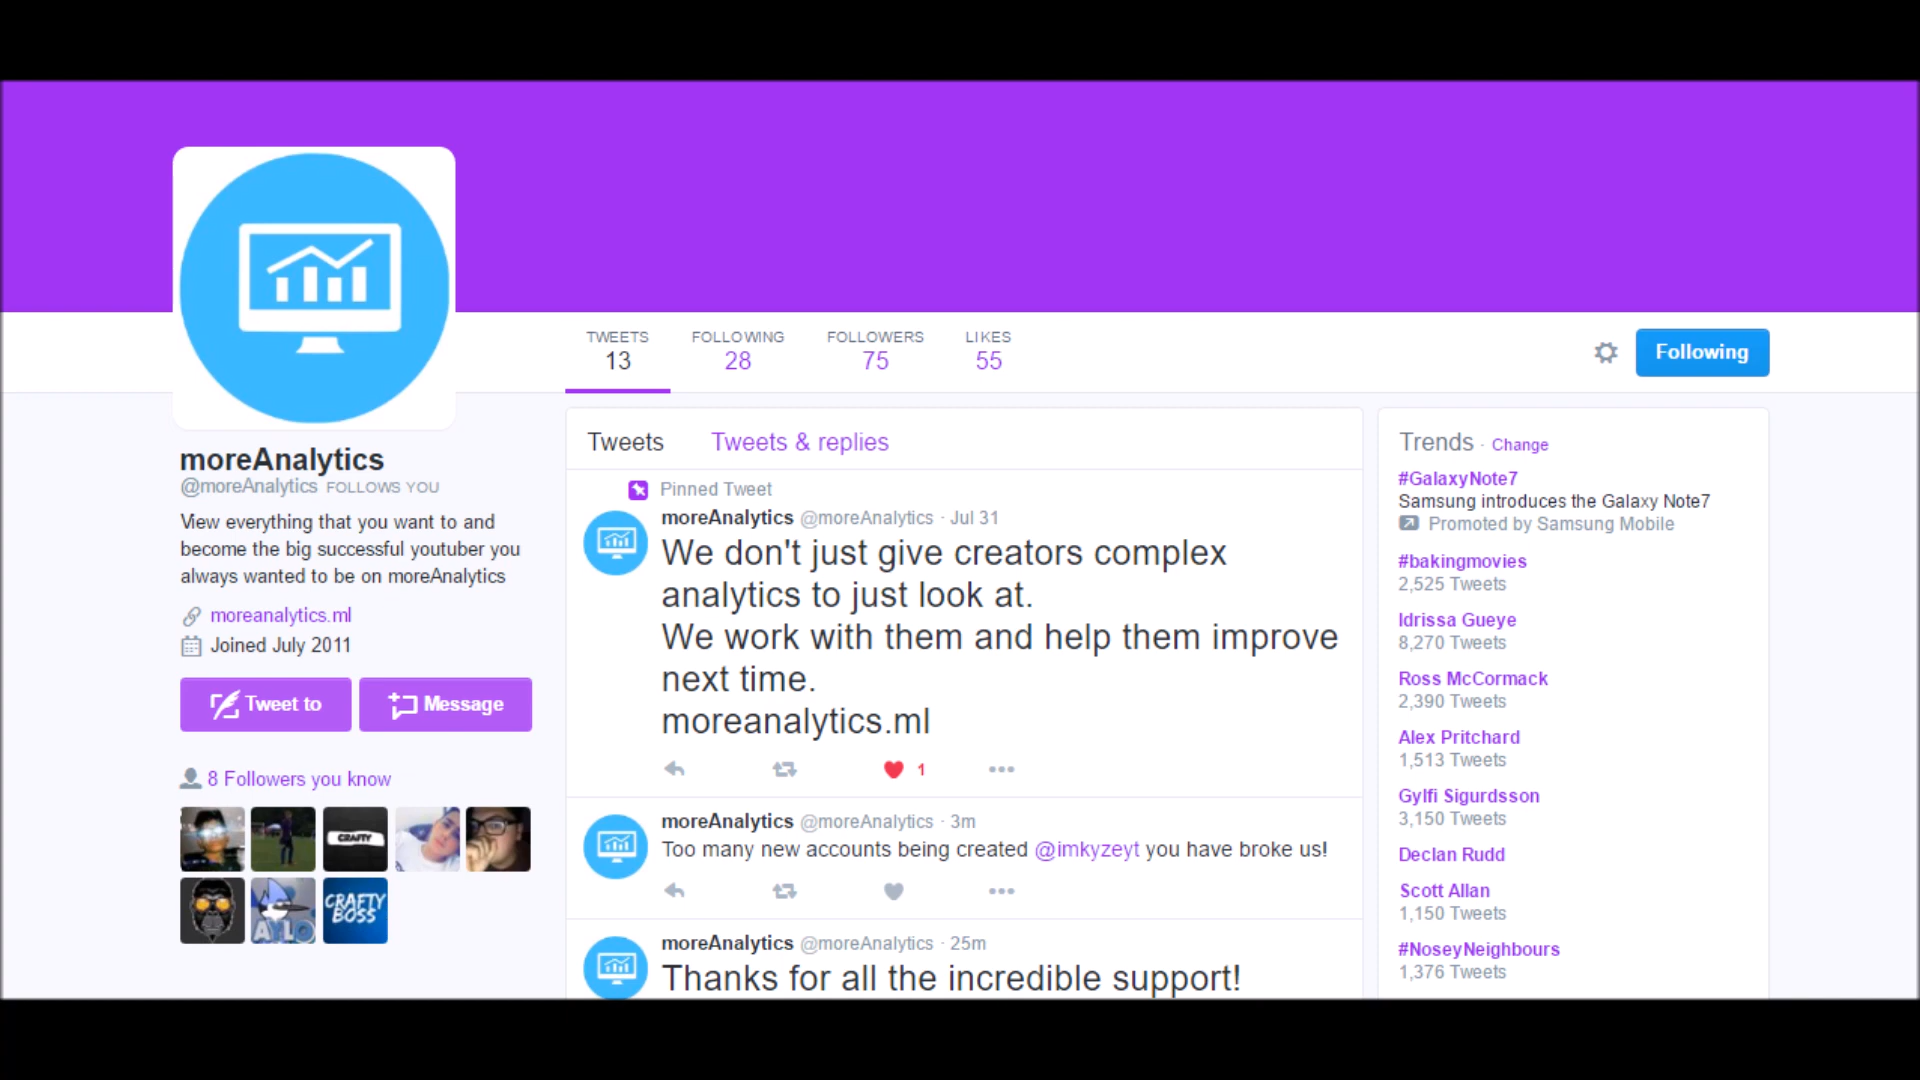 TWEETS
13
FOLLOWING
28
FOLLOWERS
75
LIKES
55
Following
moreAnalytics
@moreAnalytics FOLLOWS YOU
View everything that you want to and
become the big successful youtuber you
always wanted to be on moreAnalytics
moreanalytics.ml
Joined July 2011
Tweet to
Message
8 Followers you know
CRAFTY
AYLO
CRAFTY
BOSS
Tweets
Tweets & replies
Pinned Tweet
moreAnalytics @moreAnalytics · Jul 31
We don't just give creators complex
analytics to just look at.
We work with them and help them improve
next time.
moreanalytics.ml
1
moreAnalytics @moreAnalytics · 3m
Too many new accounts being created @imkyzeyt you have broke us!
moreAnalytics @moreAnalytics · 25m
Thanks for all the incredible support!
Trends · Change
#GalaxyNote7
Samsung introduces the Galaxy Note7
Promoted by Samsung Mobile
#bakingmovies
2,525 Tweets
Idrissa Gueye
8,270 Tweets
Ross McCormack
2,390 Tweets
Alex Pritchard
1,513 Tweets
Gylfi Sigurdsson
3,150 Tweets
Declan Rudd
Scott Allan
1,150 Tweets
#NoseyNeighbours
1,376 Tweets